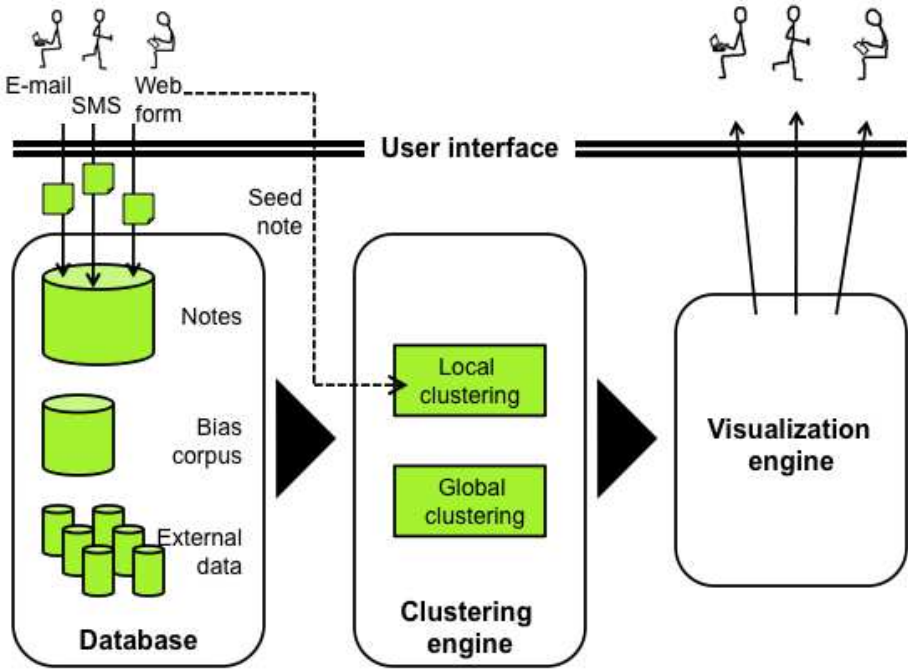 E-mail
SMS
Web
form
User interface
Seed
note
Notes
Bias
corpus
External
data
Database
Local
clustering
Global
clustering
Clustering
engine
Visualization
engine